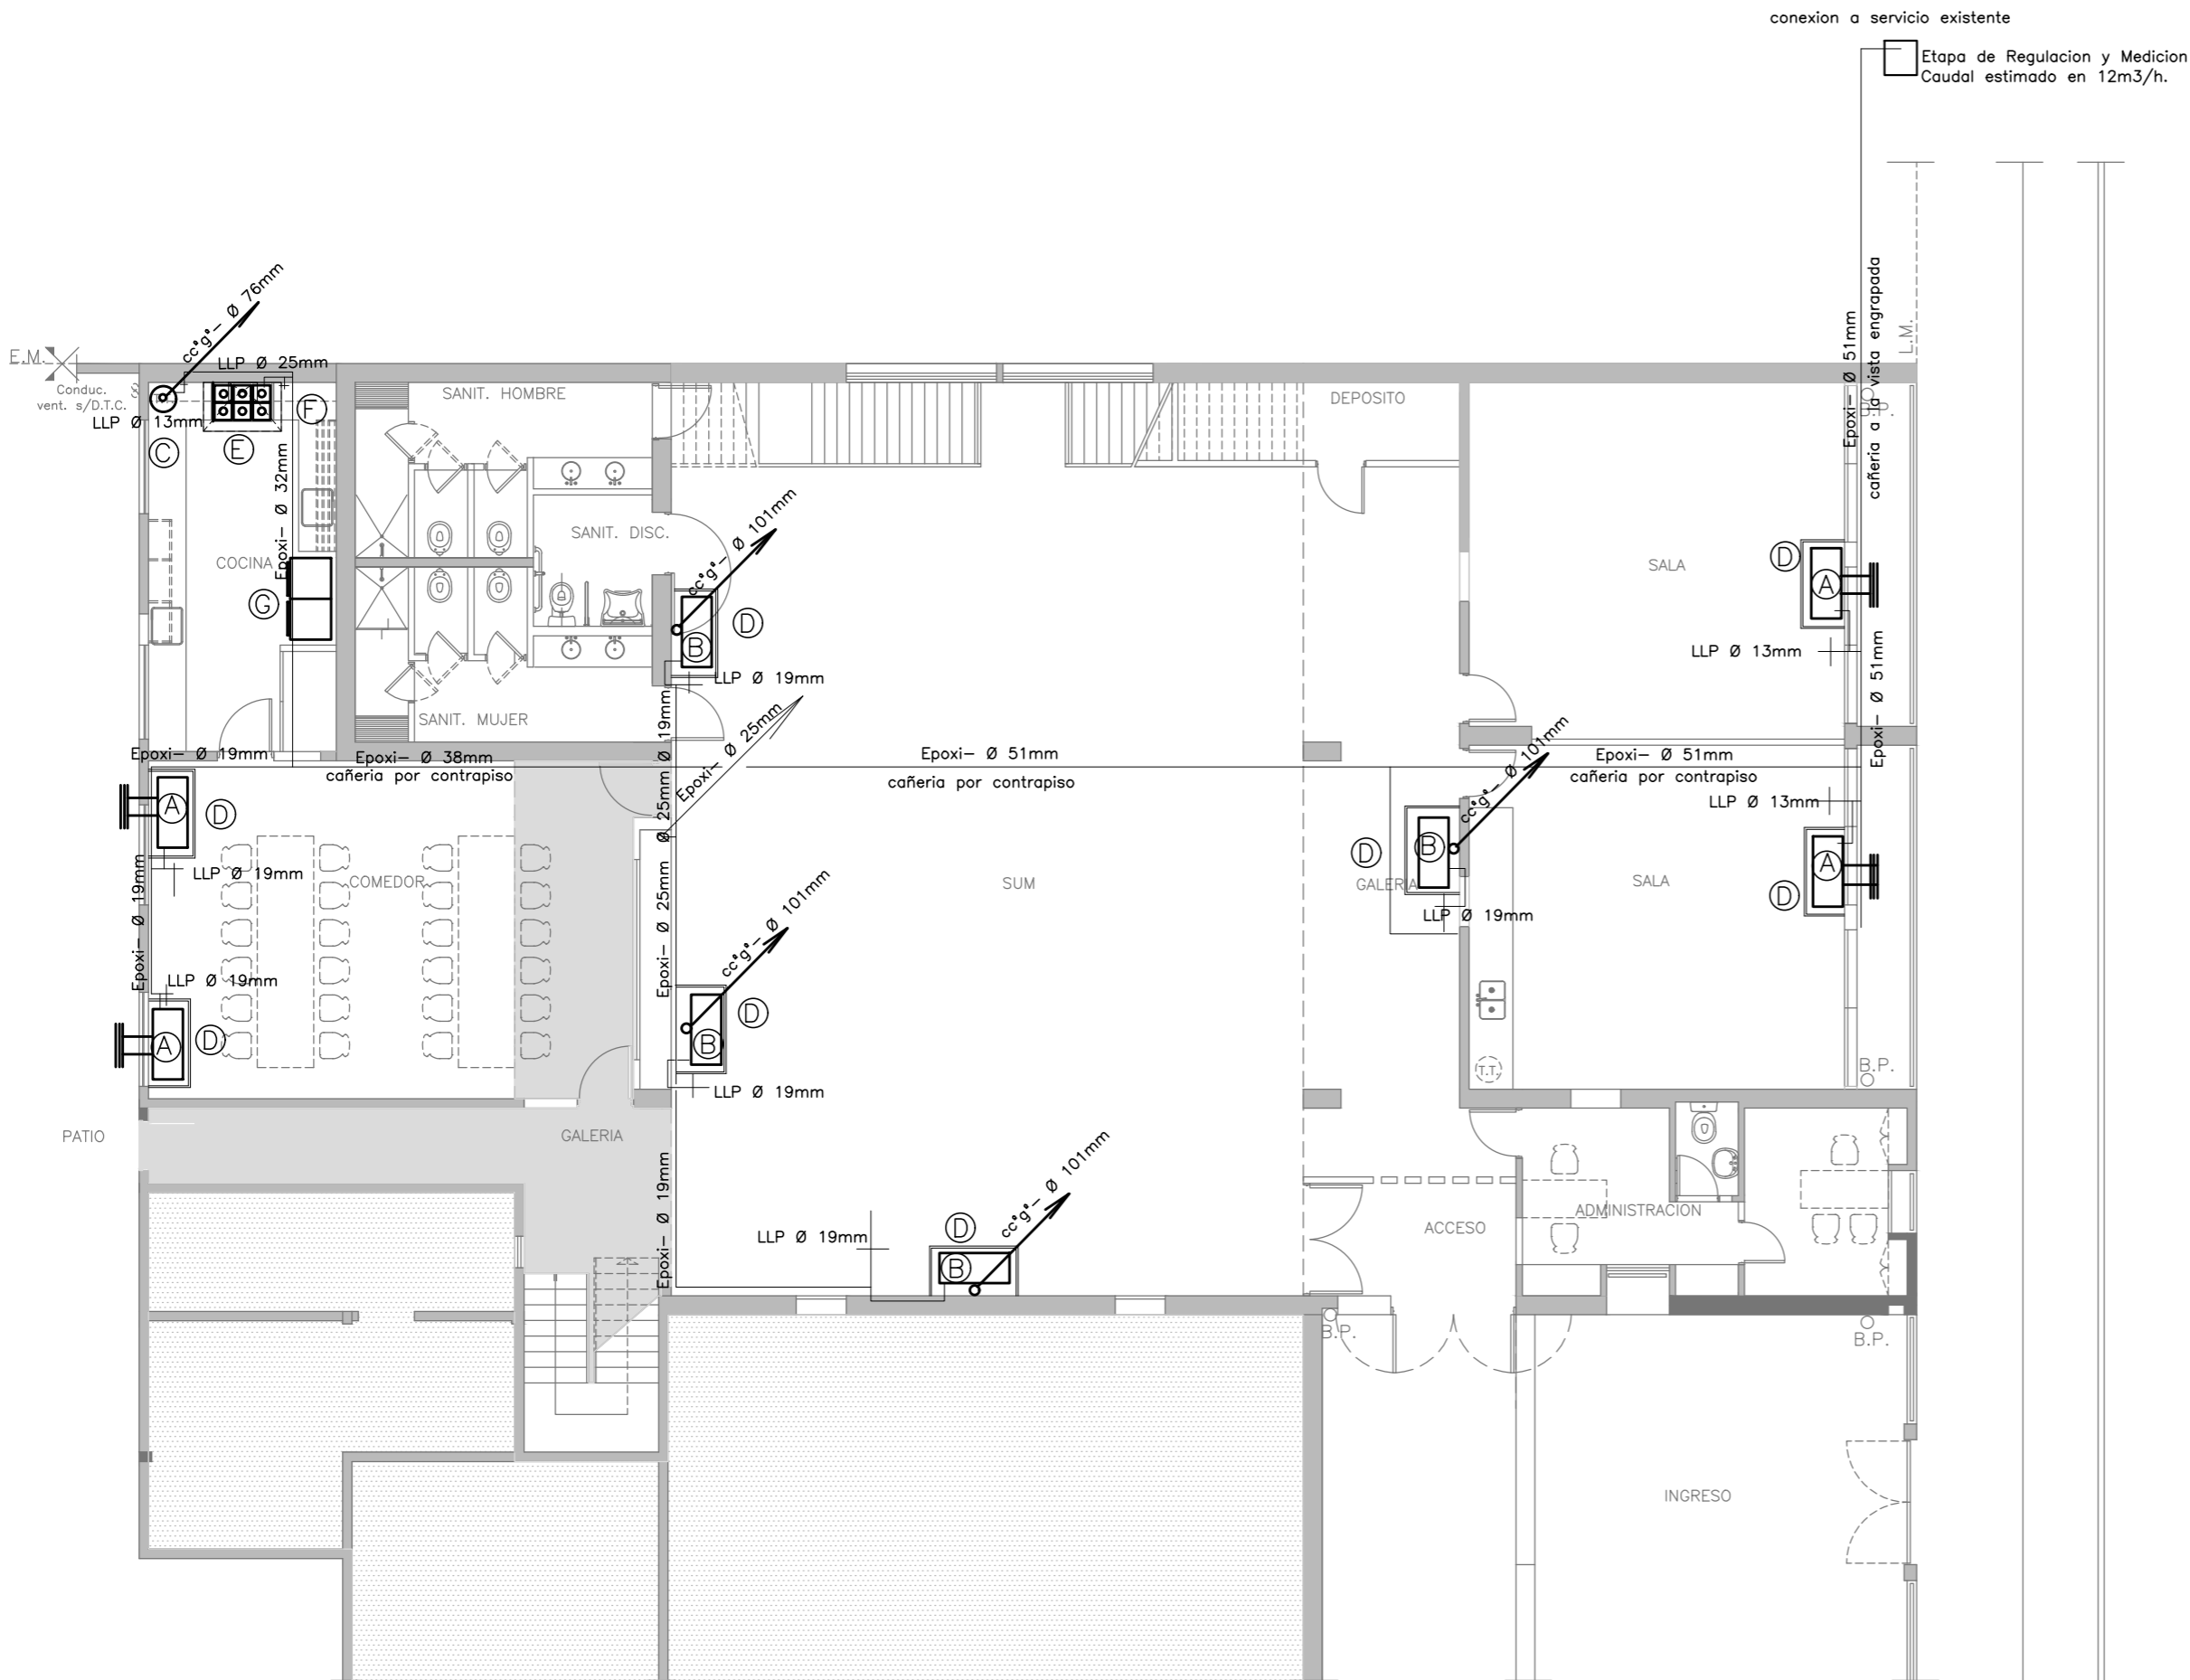 conexion a servicio existente
Etapa de Regulacion y Medicion
Caudal estimado en 12m3/h.
Epoxi- Ø 51mm
cañeria a la vista engrapada
L.M.
B.P.
cc°g°- Ø 76mm
E.M.
Conduc.
vent. s/D.T.C.
LLP Ø 25mm
LLP Ø 13mm
C
E
F
Epoxi- Ø 32mm
COCINA
G
SANIT. HOMBRE
SANIT. DISC.
SANIT. MUJER
DEPOSITO
cc°g°- Ø 101mm
D
B
LLP Ø 19mm
SALA
D
A
LLP Ø 13mm
Epoxi- Ø 51mm
Epoxi- Ø 19mm
Epoxi- Ø 38mm
cañeria por contrapiso
Ø 19mm
Ø 25mm
Epoxi- Ø 25mm
Epoxi- Ø 51mm
cañeria por contrapiso
cc°g°- Ø 101mm
Epoxi- Ø 51mm
cañeria por contrapiso
LLP Ø 13mm
A
D
LLP Ø 19mm
Epoxi- Ø 19mm
COMEDOR
Epoxi- Ø 25mm
SUM
D
B
GALERIA
LLP Ø 19mm
SALA
A
D
LLP Ø 19mm
A
D
cc°g°- Ø 101mm
D
B
LLP Ø 19mm
T.T.
B.P.
PATIO
GALERIA
Epoxi- Ø 19mm
cc°g°- Ø 101mm
D
B
LLP Ø 19mm
ACCESO
ADMINISTRACION
B.P.
B.P.
INGRESO